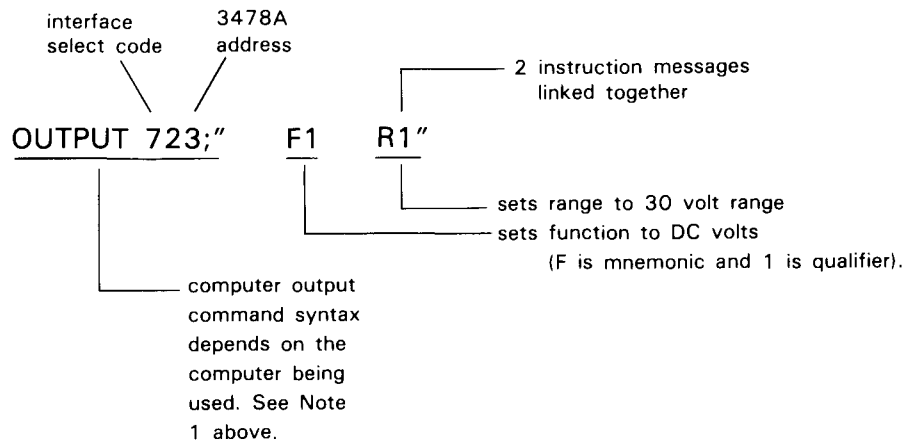 interface
select code
3478A
address
2 instruction messages
linked together
OUTPUT 723;" F1 R1"
sets range to 30 volt range
sets function to DC volts
(F is mnemonic and 1 is qualifier).
computer output
command syntax
depends on the
computer being
used. See Note
1 above.